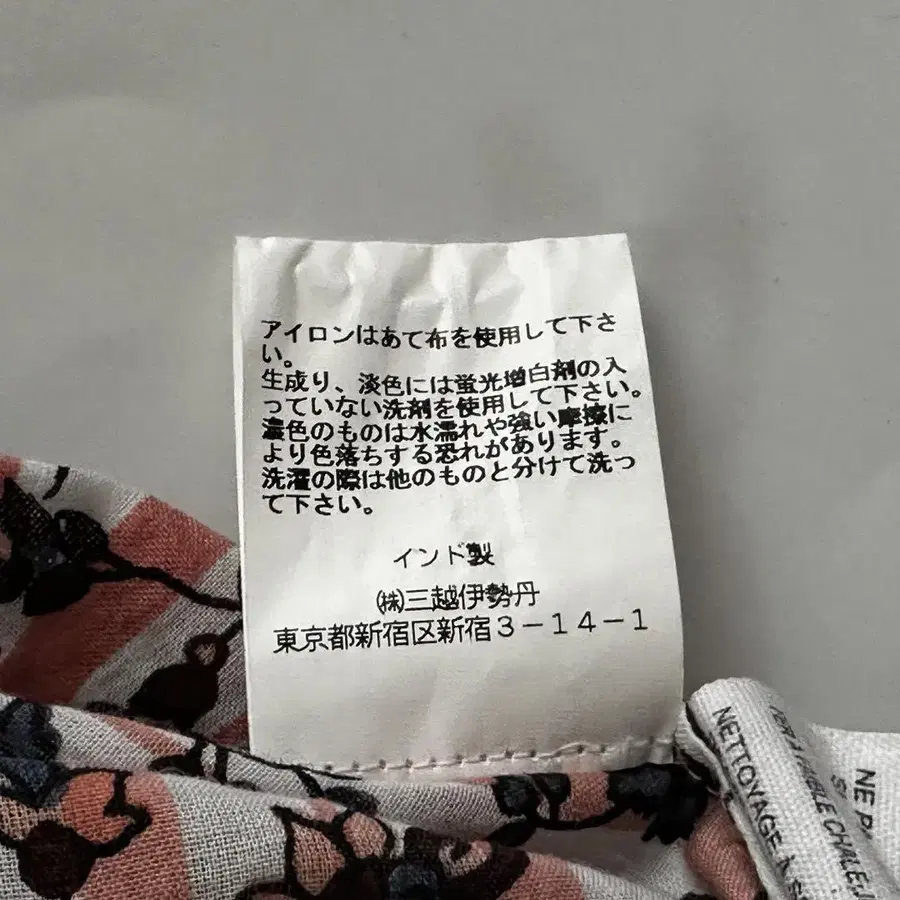 アイロンはあて布を使用して下さ
い。
生成り、淡色には蛍光増白剤の入
っていない洗剤を使用して下さい。
濃色のものは水濡れや強い摩擦に
より色落ちする恐れがあります。
洗濯の際は他のものと分けて洗っ
て下さい。
インド製
㈱三越伊勢丹
東京都新宿区新宿3-14-1
NETTOYAGE
NE